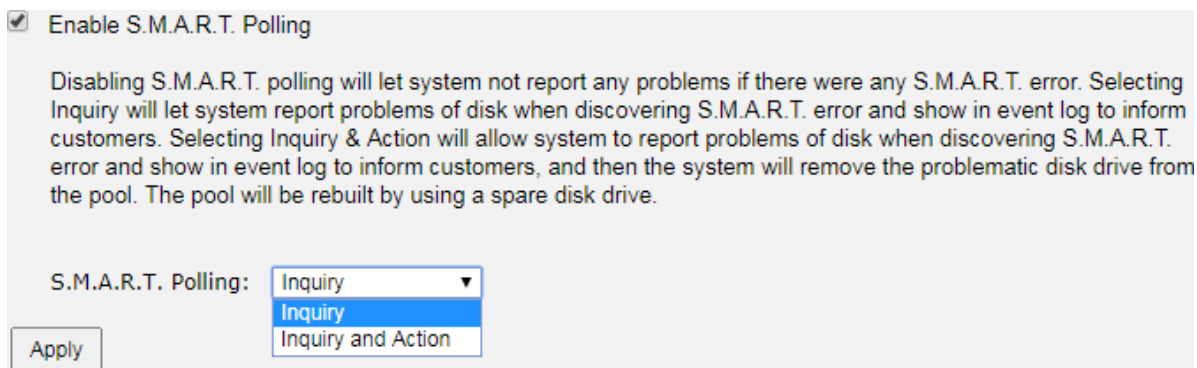 Enable S.M.A.R.T. Polling
Disabling S.M.A.R.T. polling will let system not report any problems if there were any S.M.A.R.T. error. Selecting
Inquiry will let system report problems of disk when discovering S.M.A.R.T. error and show in event log to inform
customers. Selecting Inquiry & Action will allow system to report problems of disk when discovering S.M.A.R.T.
error and show in event log to inform customers, and then the system will remove the problematic disk drive from
the pool. The pool will be rebuilt by using a spare disk drive.
S.M.A.R.T. Polling: Inquiry
Inquiry
Inquiry and Action
Apply